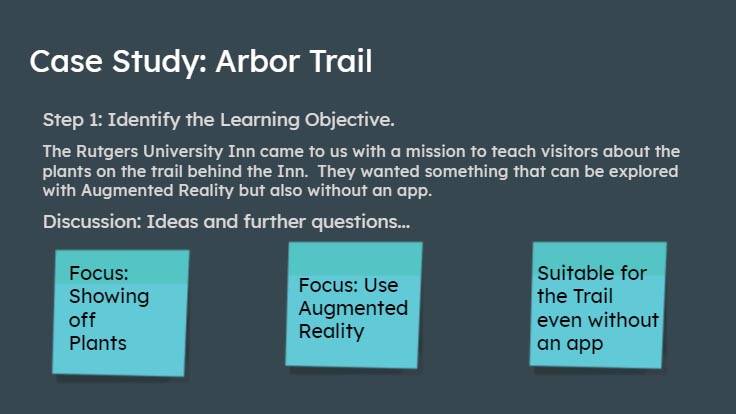 Case Study: Arbor Trail
Step 1: Identify the Learning Objective.
The Rutgers University Inn came to us with a mission to teach visitors about the
plants on the trail behind the Inn.  They wanted something that can be explored
with Augmented Reality but also without an app.
Discussion: Ideas and further questions...
Focus:
Showing
off
Plants
Focus: Use
Augmented
Reality
Suitable for
the Trail
even without
an app